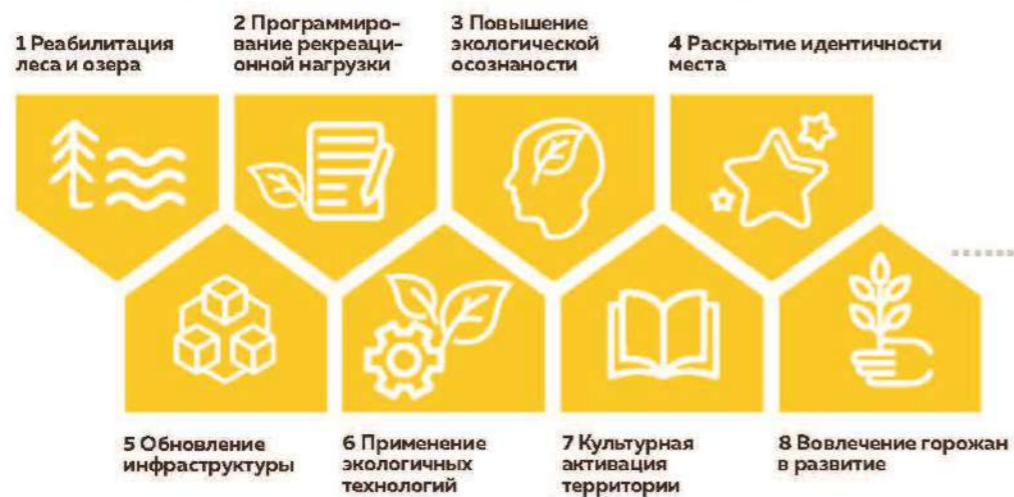 1 Реабилитация
леса и озера
2 Программиро-
вание рекреаци-
онной нагрузки
3 Повышение
экологической
осознаности
4 Раскрытие идентичности
места
5 Обновление
инфраструктуры
6 Применение
экологичных
технологий
7 Культурная
активация
территории
8 Вовлечение горожан
в развитие